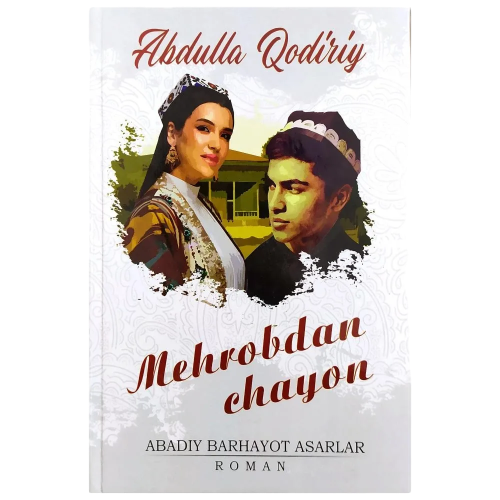 Abdulla Qodiriy
Mehrobdan
chayon
ABADIY BARHAYOT ASARLAR
ROMAN